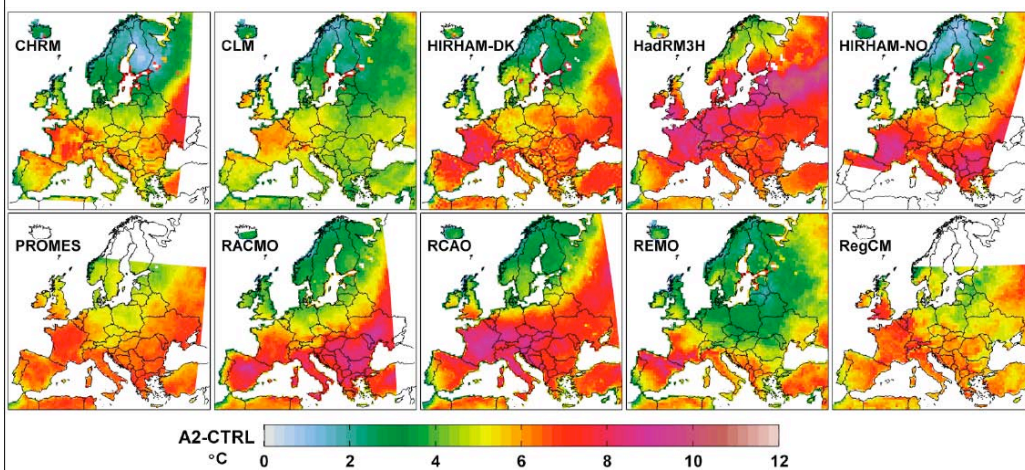 CHRM CLM HIRHAM-DK HadRM3H HIRHAM-NO
PROMES RACMO RCAO REMO RegCM
A2-CTRL
°C 0 2 4 6 8 10 12